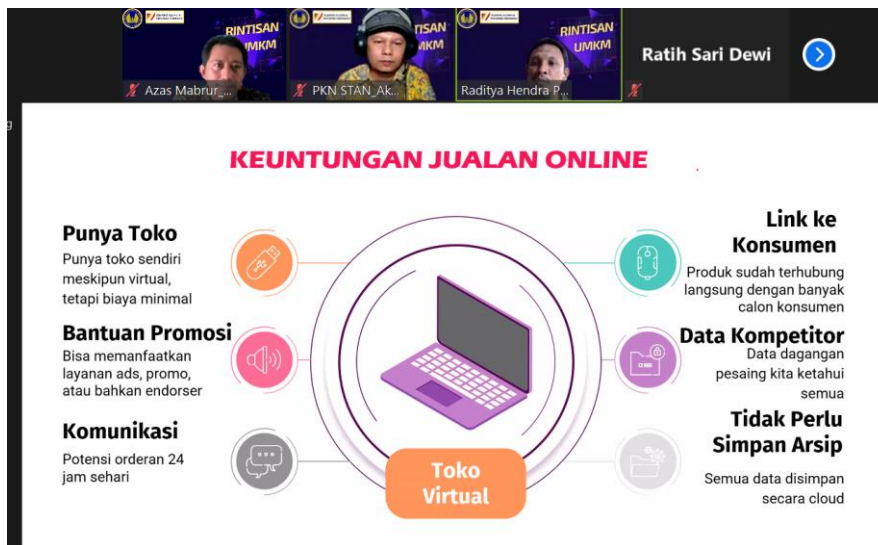 RINTISAN
UMKM
Azas Mabrur_...
TISAN
MKM
PKN STAN_Ak...
RINTISAN
UMKM
Raditya Hendra P...
Ratih Sari Dewi
g
KEUNTUNGAN JUALAN ONLINE
Punya Toko
Punya toko sendiri
meskipun virtual,
tetapi biaya minimal
Bantuan Promosi
Bisa memanfaatkan
layanan ads, promo,
atau bahkan endorser
Komunikasi
Potensi orderan 24
jam sehari
Toko
Virtual
Link ke
Konsumen
Produk sudah terhubung
langsung dengan banyak
calon konsumen
Data Kompetitor
Data dagangan
pesaing kita ketahui
semua
Tidak Perlu
Simpan Arsip
Semua data disimpan
secara cloud